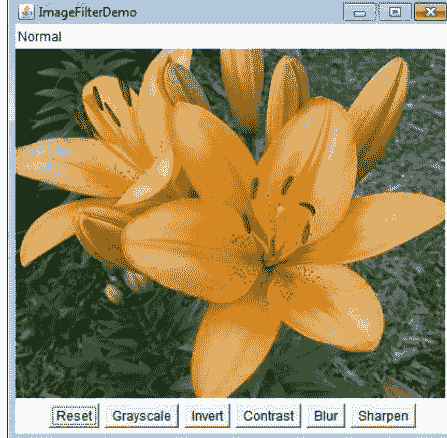 ImageFilterDemo
Normal
Reset Grayscale Invert Contrast Blur Sharpen